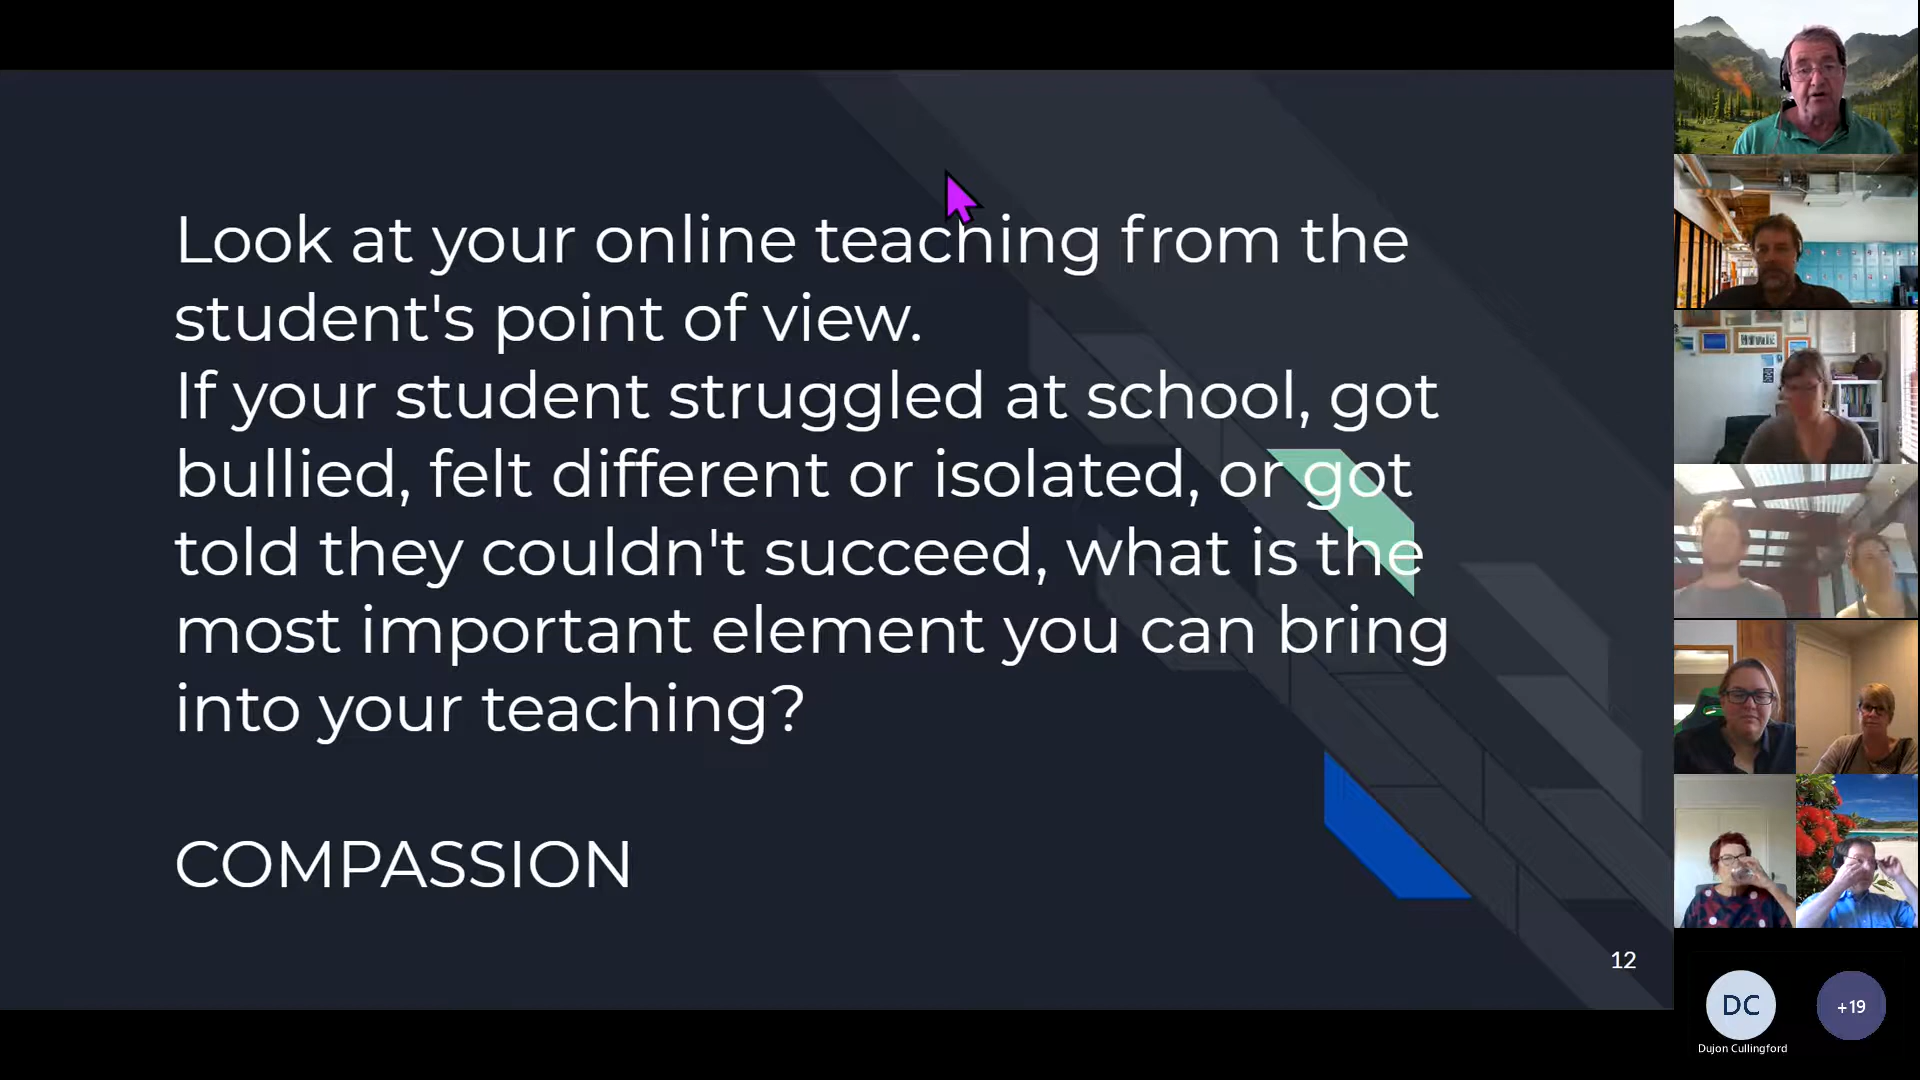 Look at your online teaching from the
student's point of view.
If your student struggled at school, got
bullied, felt different or isolated, or got
told they couldn't succeed, what is the
most important element you can bring
into your teaching?
COMPASSION
12
DC
+19
Dujon Cullingford